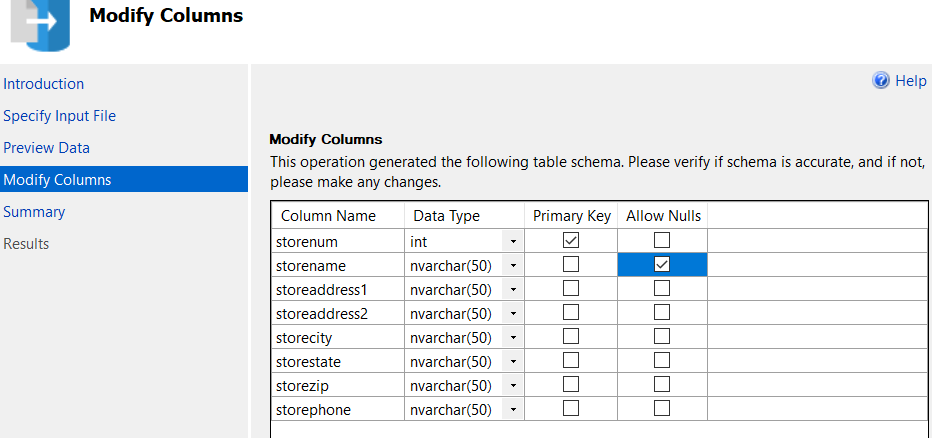 Modify Columns
Introduction
Specify Input File
Preview Data
Modify Columns
Summary
Results
Help
Modify Columns
This operation generated the following table schema. Please verify if schema is accurate, and if not,
please make any changes.
Column Name Data Type Primary Key Allow Nulls
storenum int
storename nvarchar(50)
storeaddress1 nvarchar(50)
storeaddress2 nvarchar(50)
storecity nvarchar(50)
storestate nvarchar(50)
storezip nvarchar(50)
storephone nvarchar(50)